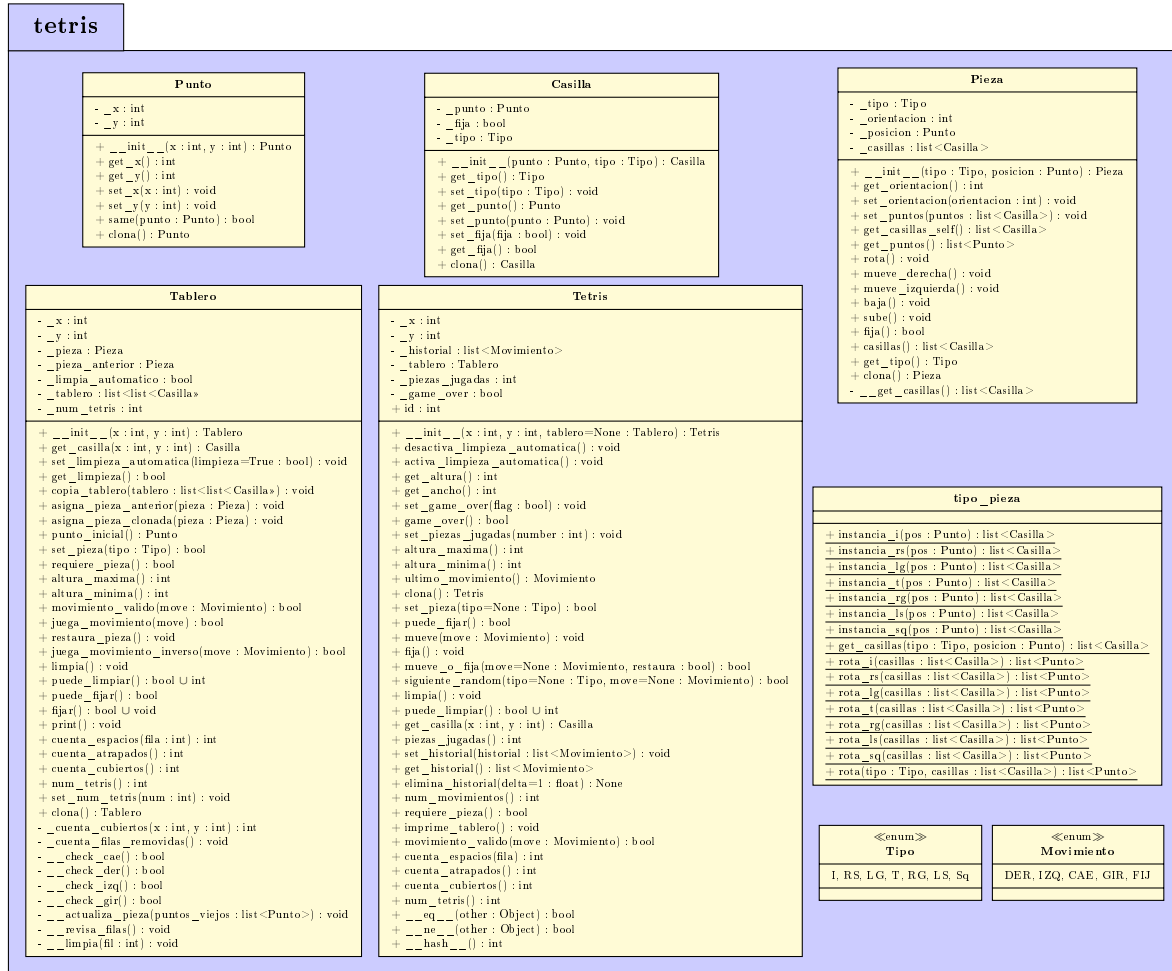 tetris
Punto
- _x : int
- _y : int
+ __init__(x : int, y : int) : Punto
+ get_x() : int
+ get_y() : int
+ set_x(x : int) : void
+ set_y(y : int) : void
+ same(punto : Punto) : bool
+ clona() : Punto
Casilla
- _punto : Punto
- _fija : bool
- _tipo : Tipo
+ __init__(punto : Punto, tipo : Tipo) : Casilla
+ get_tipo() : Tipo
+ set_tipo(tipo : Tipo) : void
+ get_punto() : Punto
+ set_punto(punto : Punto) : void
+ set_fija(fija : bool) : void
+ get_fija() : bool
+ clona() : Casilla
Pieza
- _tipo : Tipo
- _orientacion : int
- _posicion : Punto
- _casillas : list<Casilla>
+ __init__(tipo : Tipo, posicion : Punto) : Pieza
+ get_orientacion() : int
+ set_orientacion(orientacion : int) : void
+ set_puntos(puntos : list<Casilla>) : void
+ get_casillas_self() : list<Casilla>
+ get_puntos() : list<Punto>
+ rota() : void
+ mueve_derecha() : void
+ mueve_izquierda() : void
+ baja() : void
+ sube() : void
+ fija() : bool
+ casillas() : list<Casilla>
+ get_tipo() : Tipo
+ clona() : Pieza
- __get_casillas() : list<Casilla>
Tablero
- _x : int
- _y : int
- _pieza : Pieza
- _pieza_anterior : Pieza
- _limpia_automatico : bool
- _tablero : list<list<Casilla»
- _num_tetris : int
+ __init__(x : int, y : int) : Tablero
+ get_casilla(x : int, y : int) : Casilla
+ set_limpieza_automatica(limpieza=True : bool) : void
+ get_limpieza() : bool
+ copia_tablero(tablero : list<list<Casilla») : void
+ asigna_pieza_anterior(pieza : Pieza) : void
+ asigna_pieza_clonada(pieza : Pieza) : void
+ punto_inicial() : Punto
+ set_pieza(tipo : Tipo) : bool
+ requiere_pieza() : bool
+ altura_maxima() : int
+ altura_minima() : int
+ movimiento_valido(move : Movimiento) : bool
+ juega_movimiento(move) : bool
+ restaura_pieza() : void
+ juega_movimiento_inverso(move : Movimiento) : bool
+ limpia() : void
+ puede_limpiar() : bool ∪ int
+ puede_fijar() : bool
+ fijar() : bool ∪ void
+ print() : void
+ cuenta_espacios(fila : int) : int
+ cuenta_atrapados() : int
+ cuenta_cubiertos() : int
+ num_tetris() : int
+ set_num_tetris(num : int) : void
+ clona() : Tablero
- _cuenta_cubiertos(x : int, y : int) : int
- _cuenta_filas_removidas() : void
- __check_cae() : bool
- __check_der() : bool
- __check_izq() : bool
- __check_gir() : bool
- __actualiza_pieza(puntos_viejos : list<Punto>) : void
- __revisa_filas() : void
- __limpia(fil : int) : void
Tetris
- _x : int
- _y : int
- _historial : list<Movimiento>
- _tablero : Tablero
- _piezas_jugadas : int
- _game_over : bool
+ id : int
+ __init__(x : int, y : int, tablero=None : Tablero) : Tetris
+ desactiva_limpieza_automatica() : void
+ activa_limpieza_automatica() : void
+ get_altura() : int
+ get_ancho() : int
+ set_game_over(flag : bool) : void
+ game_over() : bool
+ set_piezas_jugadas(number : int) : void
+ altura_maxima() : int
+ altura_minima() : int
+ ultimo_movimiento() : Movimiento
+ clona() : Tetris
+ set_pieza(tipo=None : Tipo) : bool
+ puede_fijar() : bool
+ mueve(move : Movimiento) : void
+ fija() : void
+ mueve_o_fija(move=None : Movimiento, restaura : bool) : bool
+ siguiente_random(tipo=None : Tipo, move=None : Movimiento) : bool
+ limpia() : void
+ puede_limpiar() : bool ∪ int
+ get_casilla(x : int, y : int) : Casilla
+ piezas_jugadas() : int
+ set_historial(historial : list<Movimiento>) : void
+ get_historial() : list<Movimiento>
+ elimina_historial(delta=1 : float) : None
+ num_movimientos() : int
+ requiere_pieza() : bool
+ imprime_tablero() : void
+ movimiento_valido(move : Movimiento) : bool
+ cuenta_espacios(fila) : int
+ cuenta_atrapados() : int
+ cuenta_cubiertos() : int
+ num_tetris() : int
+ __eq__(other : Object) : bool
+ __ne__(other : Object) : bool
+ __hash__() : int
tipo_pieza
+ instancia_i(pos : Punto) : list<Casilla>
+ instancia_rs(pos : Punto) : list<Casilla>
+ instancia_lg(pos : Punto) : list<Casilla>
+ instancia_t(pos : Punto) : list<Casilla>
+ instancia_rg(pos : Punto) : list<Casilla>
+ instancia_ls(pos : Punto) : list<Casilla>
+ instancia_sq(pos : Punto) : list<Casilla>
+ get_casillas(tipo : Tipo, posicion : Punto) : list<Casilla>
+ rota_i(casillas : list<Casilla>) : list<Punto>
+ rota_rs(casillas : list<Casilla>) : list<Punto>
+ rota_lg(casillas : list<Casilla>) : list<Punto>
+ rota_t(casillas : list<Casilla>) : list<Punto>
+ rota_rg(casillas : list<Casilla>) : list<Punto>
+ rota_ls(casillas : list<Casilla>) : list<Punto>
+ rota_sq(casillas : list<Casilla>) : list<Punto>
+ rota(tipo : Tipo, casillas : list<Casilla>) : list<Punto>
≪enum≫
Tipo
I, RS, LG, T, RG, LS, Sq
≪enum≫
Movimiento
DER, IZQ, CAE, GIR, FIJ